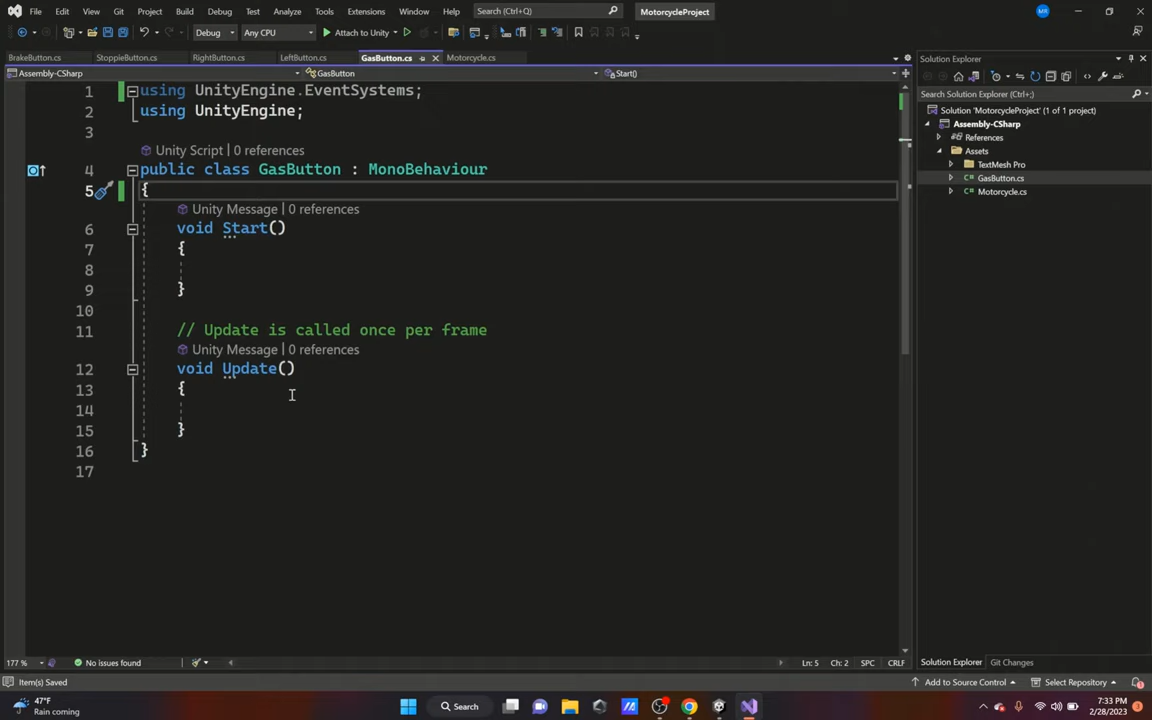 File Edit View Git Project Build Debug Test Analyze Tools Extensions Window Help Search (Ctrl+Q) MotorcycleProject MR
Debug Any CPU Attach to Unity
BrakeButton.cs StoppieButton.cs RightButton.cs LeftButton.cs GasButton.cs Motorcycle.cs
Assembly-CSharp GasButton Start()
1 using UnityEngine.EventSystems;
2 using UnityEngine;
3
Unity Script | 0 references
4 public class GasButton : MonoBehaviour
5 {
Unity Message | 0 references
6 void Start()
7 {
8
9 }
10
11 // Update is called once per frame
Unity Message | 0 references
12 void Update()
13 {
14
15 }
16 }
17
177 % No issues found Ln: 5 Ch: 2 SPC CRLF
Solution Explorer
Search Solution Explorer (Ctrl+;)
Solution 'MotorcycleProject' (1 of 1 project)
Assembly-CSharp
References
Assets
TextMesh Pro
C# GasButton.cs
C# Motorcycle.cs
Solution Explorer Git Changes
Item(s) Saved Add to Source Control Select Repository
47°F
Rain coming
Search
7:33 PM
2/28/2023